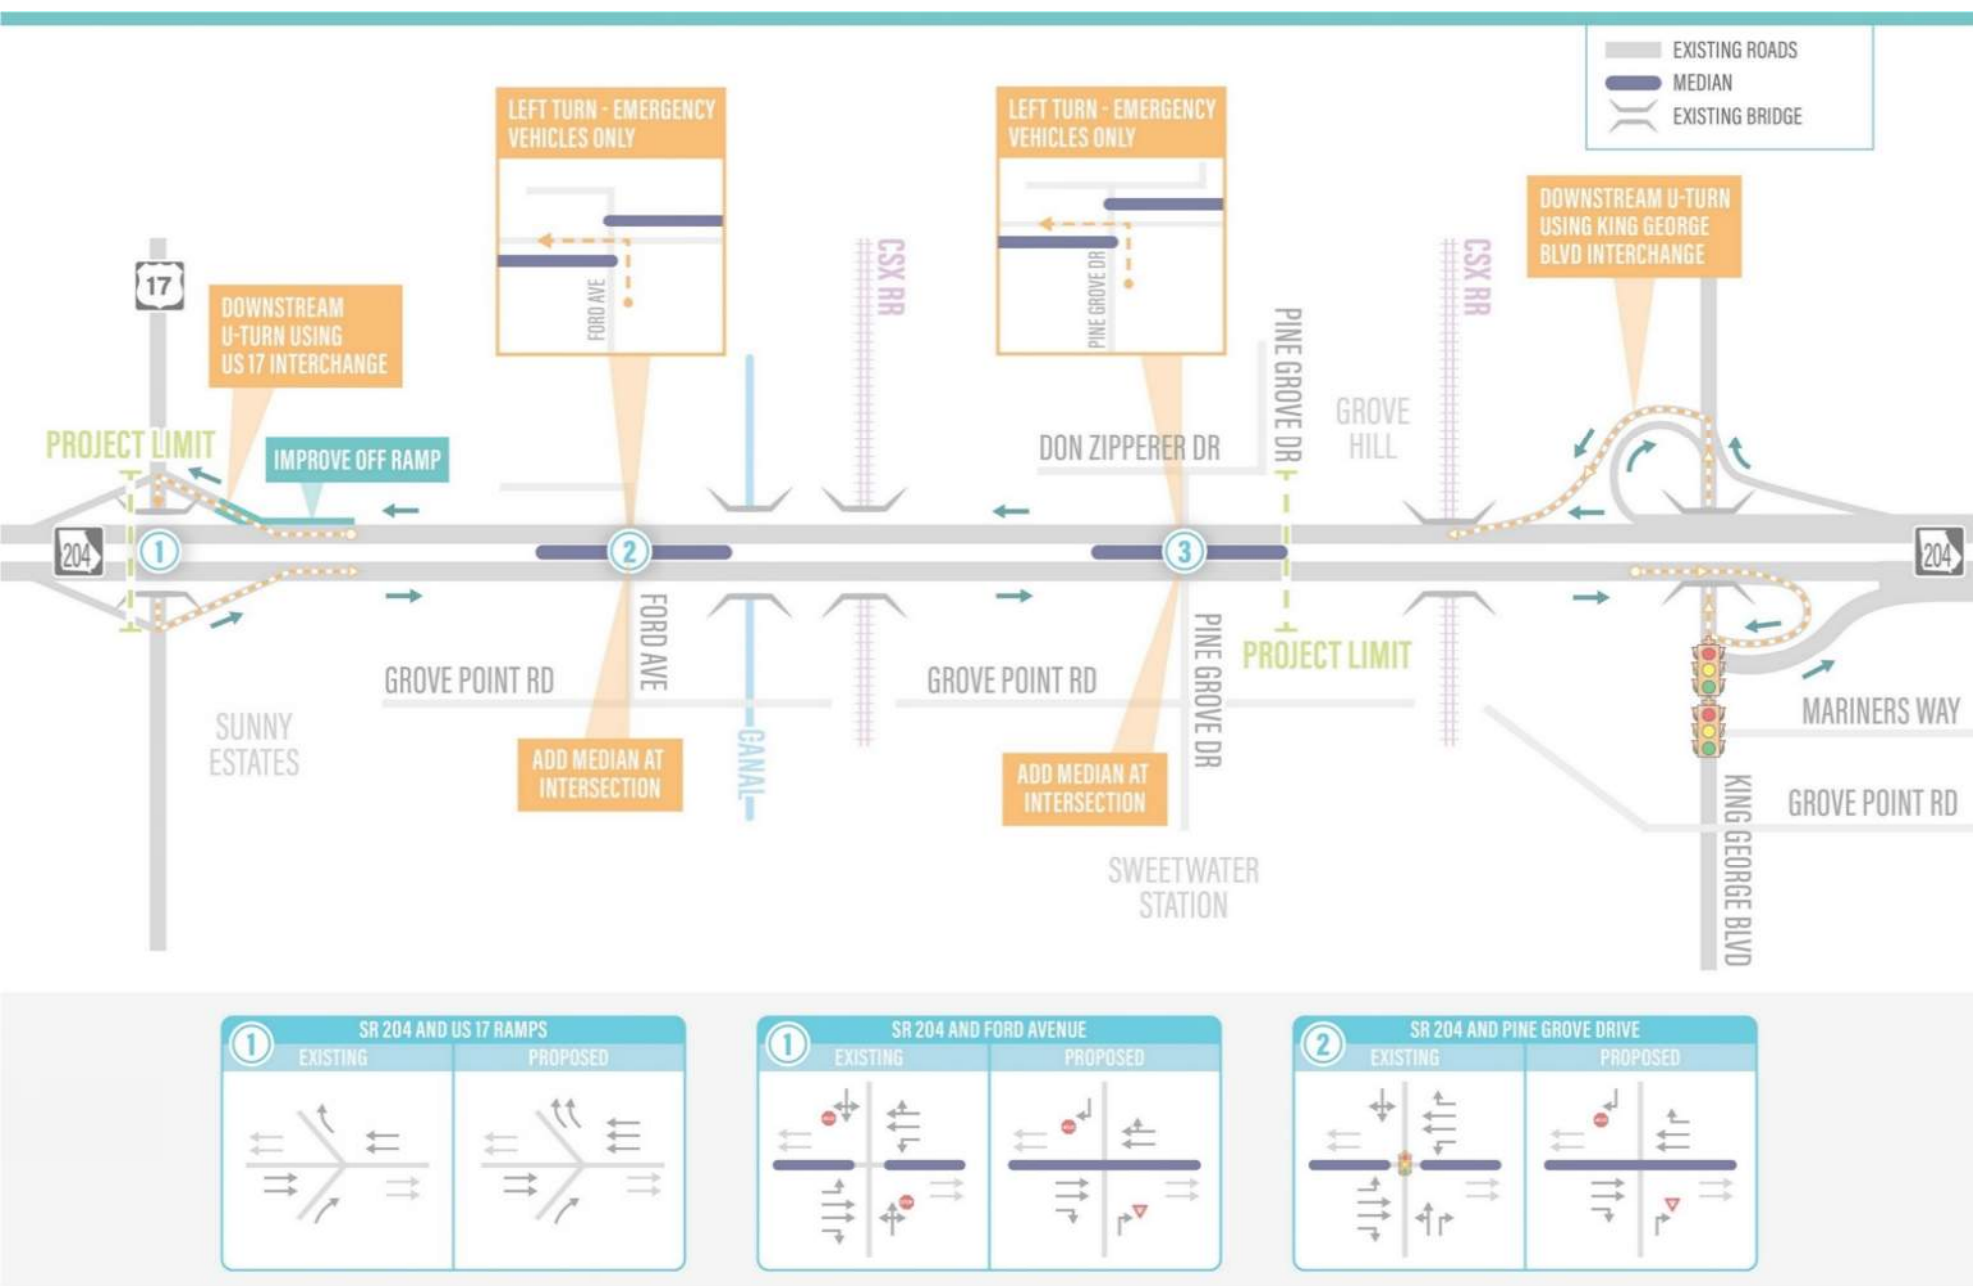 EXISTING ROADS
MEDIAN
EXISTING BRIDGE
LEFT TURN - EMERGENCY
VEHICLES ONLY
FORD AVE
LEFT TURN - EMERGENCY
VEHICLES ONLY
PINE GROVE DR
DOWNSTREAM U-TURN
USING KING GEORGE
BLVD INTERCHANGE
17
DOWNSTREAM
U-TURN USING
US 17 INTERCHANGE
CSX RR
CSX RR
PROJECT LIMIT
IMPROVE OFF RAMP
DON ZIPPERER DR
PINE GROVE DR
GROVE
HILL
204
1
2
3
204
FORD AVE
GROVE POINT RD
GROVE POINT RD
PINE GROVE DR
PROJECT LIMIT
SUNNY
ESTATES
ADD MEDIAN AT
INTERSECTION
CANAL
ADD MEDIAN AT
INTERSECTION
MARINERS WAY
KING GEORGE BLVD
GROVE POINT RD
SWEETWATER
STATION
1
SR 204 AND US 17 RAMPS
EXISTING
PROPOSED
1
SR 204 AND FORD AVENUE
EXISTING
PROPOSED
2
SR 204 AND PINE GROVE DRIVE
EXISTING
PROPOSED